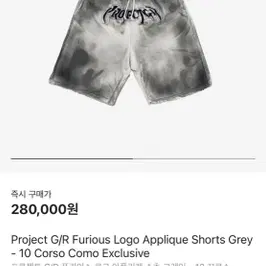 PROJECT G/R
즉시 구매가
280,000원
Project G/R Furious Logo Applique Shorts Grey
- 10 Corso Como Exclusive